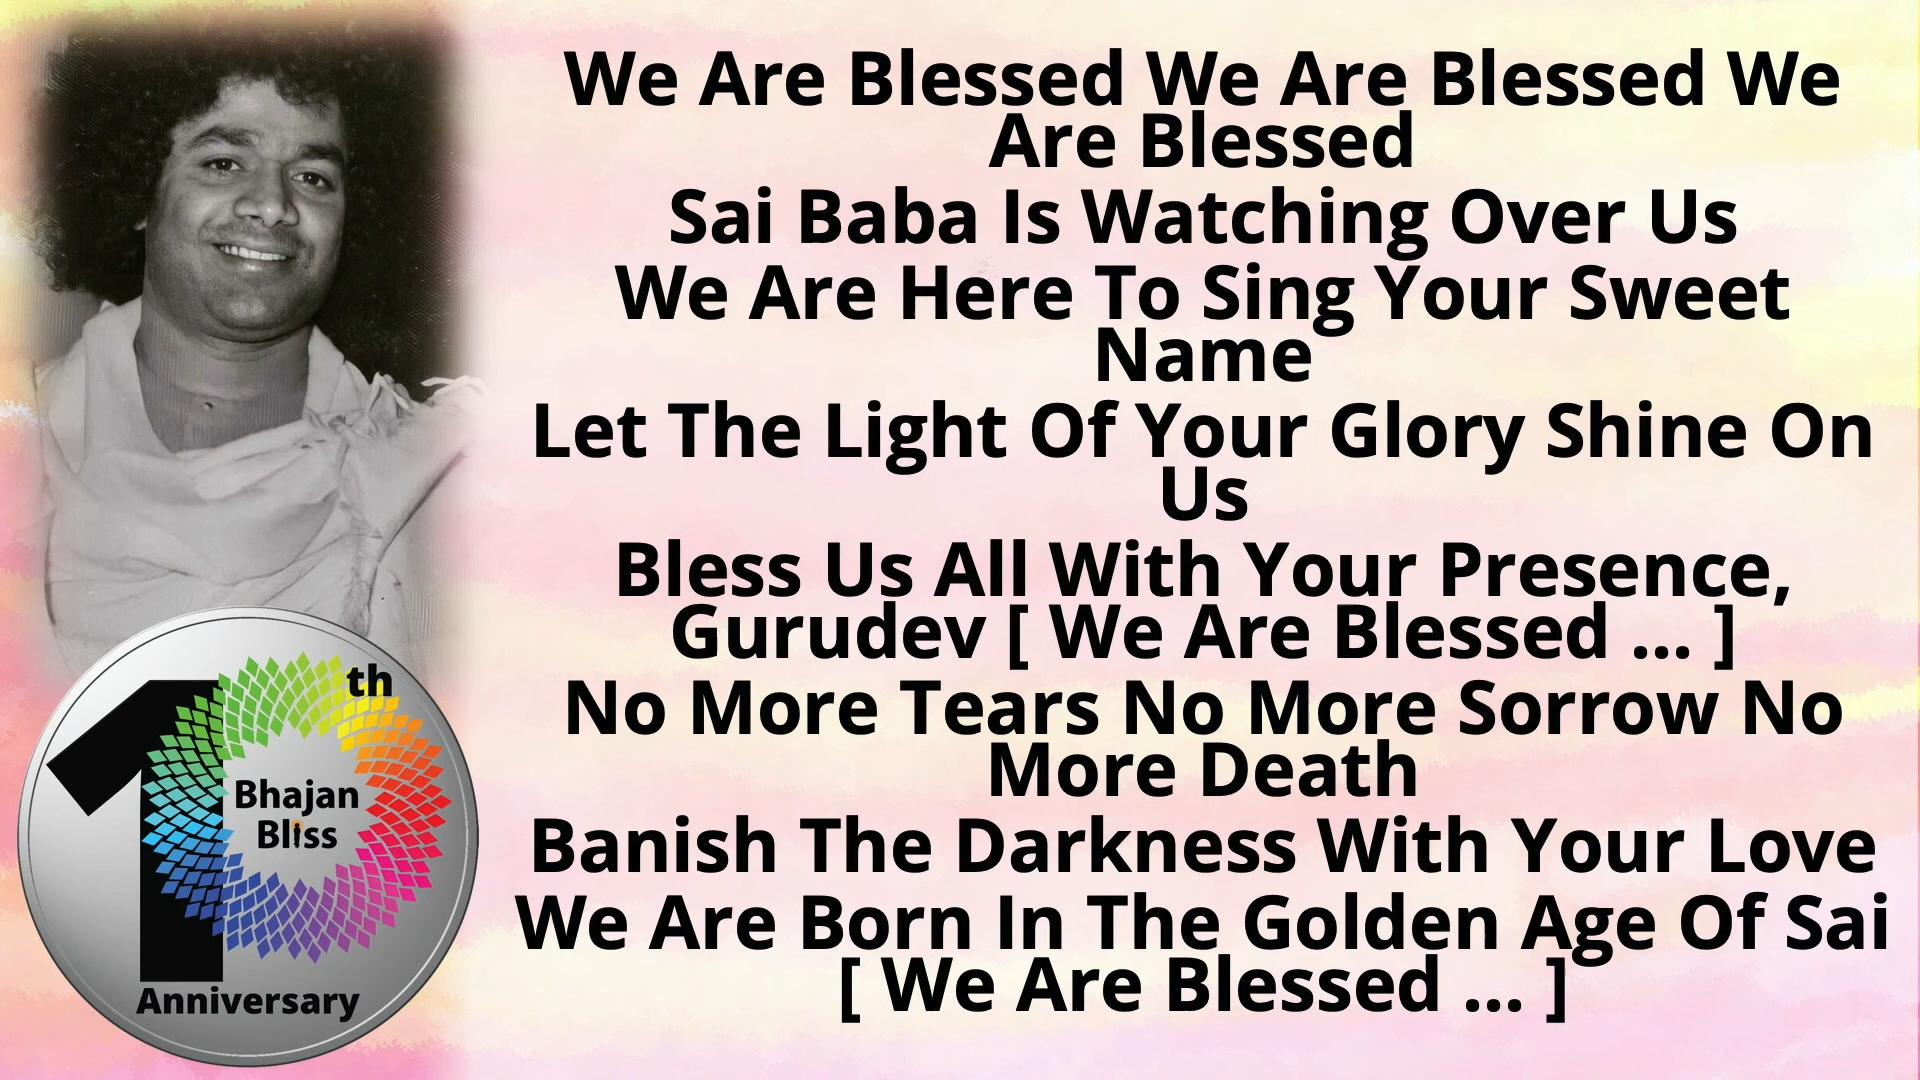 We Are Blessed We Are Blessed We
Are Blessed
Sai Baba Is Watching Over Us
We Are Here To Sing Your Sweet
Name
Let The Light Of Your Glory Shine On
Us
Bless Us All With Your Presence,
Gurudev [ We Are Blessed ... ]
No More Tears No More Sorrow No
More Death
Banish The Darkness With Your Love
We Are Born In The Golden Age Of Sai
[ We Are Blessed ... ]
10th
Bhajan
Bliss
Anniversary